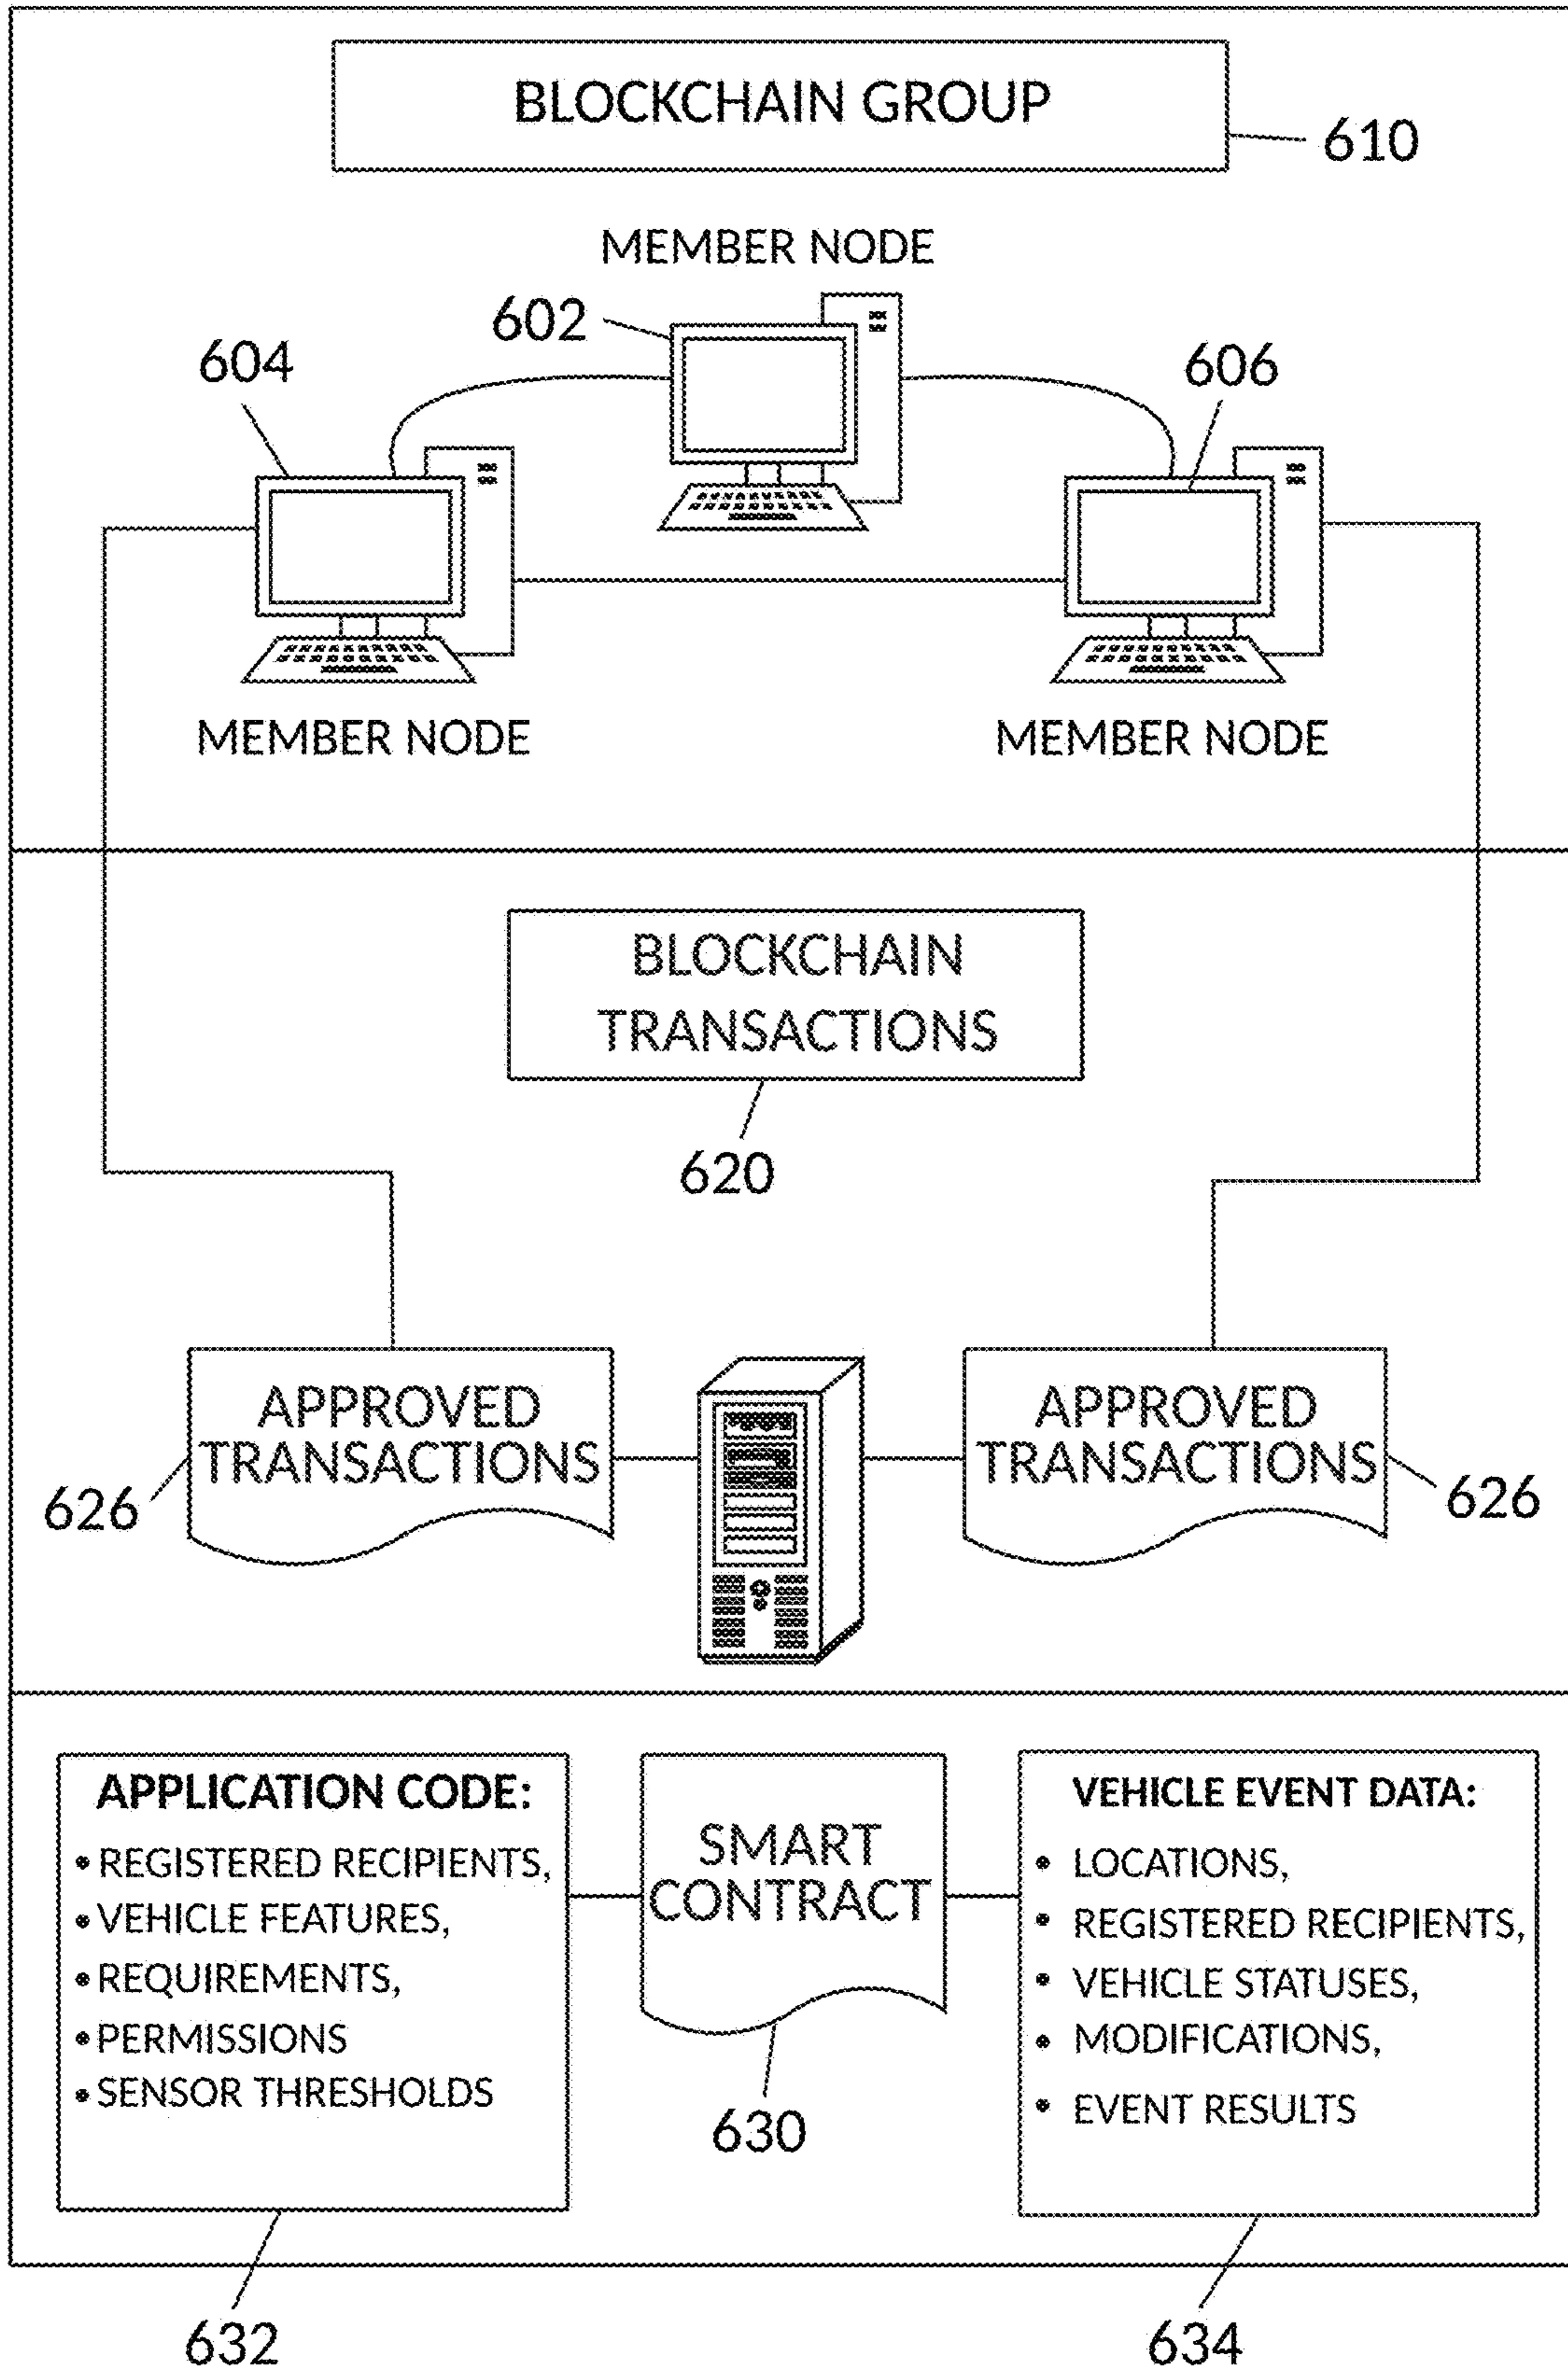 BLOCKCHAIN GROUP
610
MEMBER NODE
602
604
606
MEMBER NODE
MEMBER NODE
BLOCKCHAIN
TRANSACTIONS
620
APPROVED
TRANSACTIONS
626
APPROVED
TRANSACTIONS
626
APPLICATION CODE:
• REGISTERED RECIPIENTS,
• VEHICLE FEATURES,
• REQUIREMENTS,
• PERMISSIONS
• SENSOR THRESHOLDS
632
SMART
CONTRACT
630
VEHICLE EVENT DATA:
• LOCATIONS,
• REGISTERED RECIPIENTS,
• VEHICLE STATUSES,
• MODIFICATIONS,
• EVENT RESULTS
634